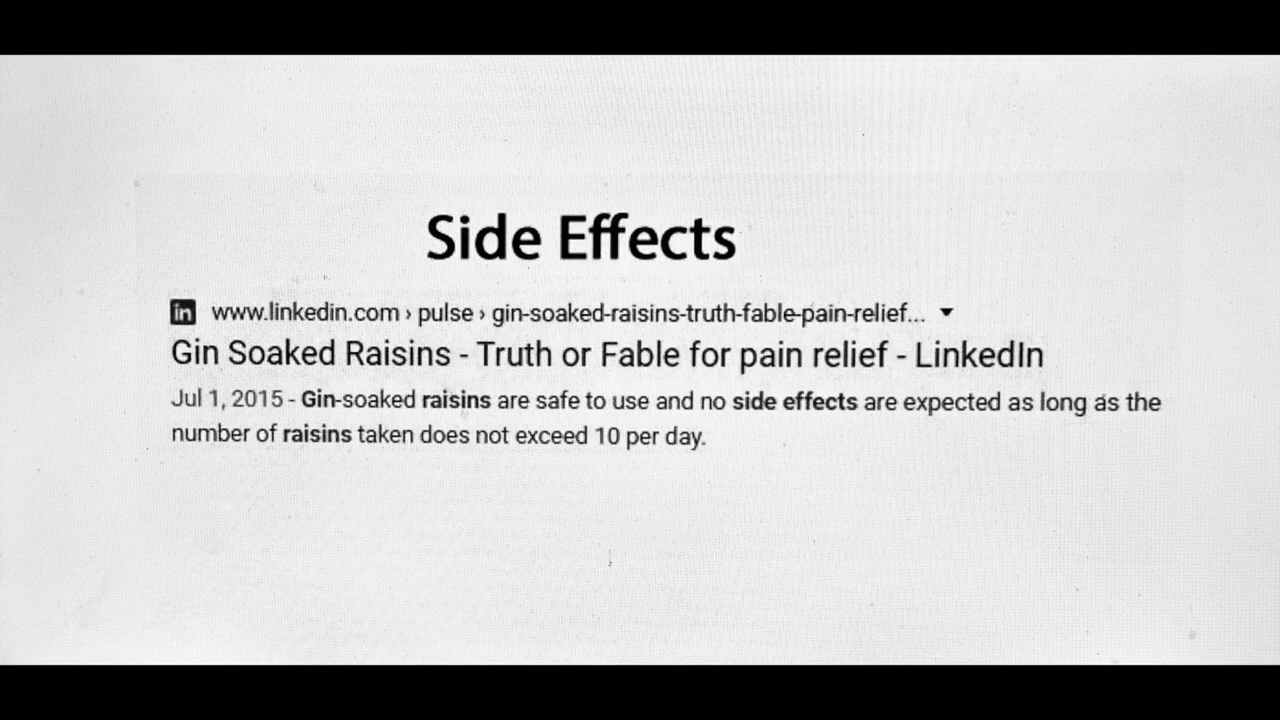 Side Effects
in www.linkedin.com › pulse › gin-soaked-raisins-truth-fable-pain-relief...
Gin Soaked Raisins - Truth or Fable for pain relief - LinkedIn
Jul 1, 2015 - Gin-soaked raisins are safe to use and no side effects are expected as long as the
number of raisins taken does not exceed 10 per day.